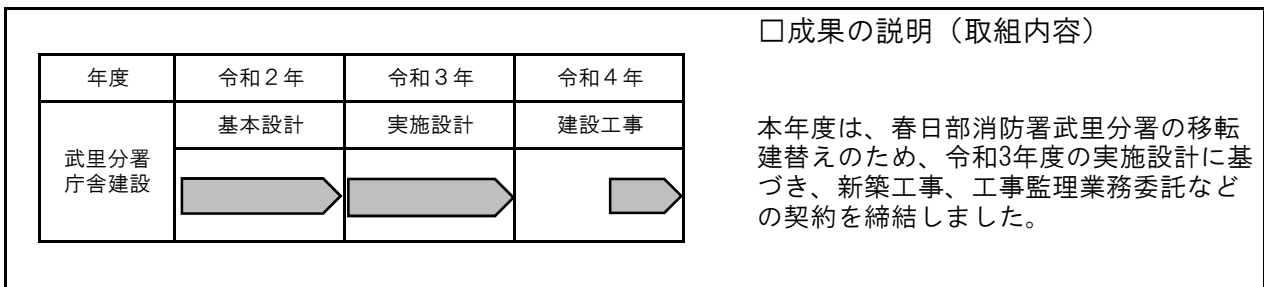 □成果の説明（取組内容）
年度 令和２年 令和３年 令和４年
武里分署
庁舎建設
基本設計 実施設計 建設工事
本年度は、春日部消防署武里分署の移転
建替えのため、令和3年度の実施設計に基
づき、新築工事、工事監理業務委託など
の契約を締結しました。